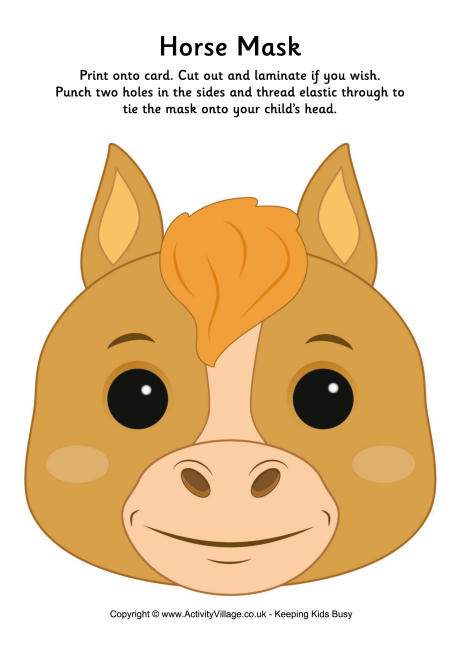 Horse Mask
Print onto card. Cut out and laminate if you wish.
Punch two holes in the sides and thread elastic through to
tie the mask onto your child's head.
Copyright © www.ActivityVillage.co.uk - Keeping Kids Busy